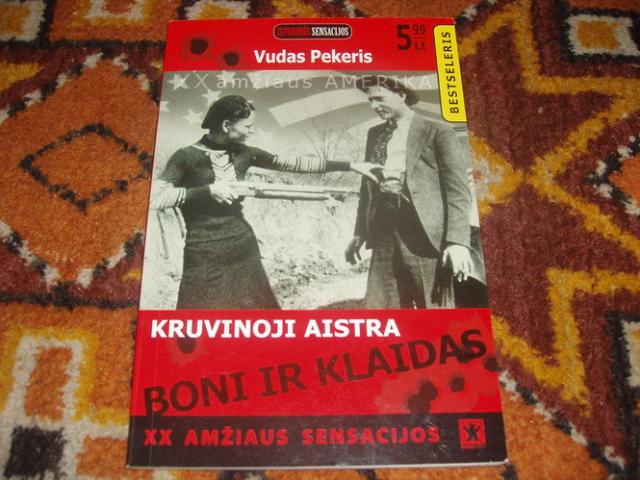 ISTORINĖS SENSACIJOS
5 99 Lt
Vudas Pekeris
XX amžiaus AMERIKA
BESTSELERIS
KRUVINOJI AISTRA
BONI IR KLAIDAS
XX AMŽIAUS SENSACIJOS